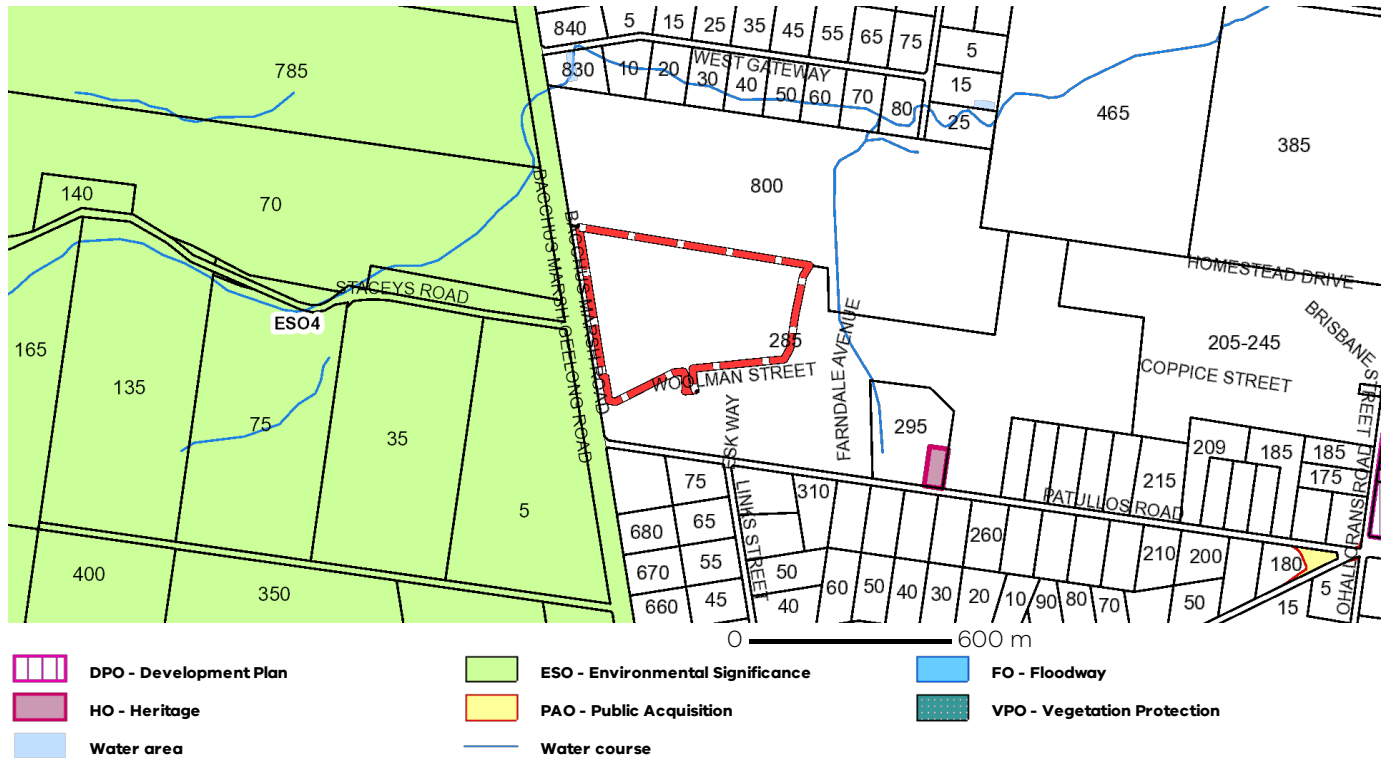 840 5 15 25 35 45 55 65 75 5
785 830 10 20 30 40 50 60 70 80 15 25 465 385
WEST GATEWAY
140 70 800
BACCHUS MARSH GEELONG ROAD
BACCHUS MARSH ROAD
STACEYS ROAD
ESO4
HOMESTEAD DRIVE
BRISBANE STREET
285
205-245
WOOLMAN STREET
FARNDALE AVENUE
COPPICE STREET
165 135 75 35 5
295
ESK WAY
209 185 185 175 215
OHALLORANS ROAD
PATULLOS ROAD
LINKS STREET
75 310 260 210 200 180 5
680 65
670 55 50
660 45 40 60 50 40 30 20 10 90 80 70 50 15
400 350
0 600 m
DPO - Development Plan
ESO - Environmental Significance
FO - Floodway
HO - Heritage
PAO - Public Acquisition
VPO - Vegetation Protection
Water area
Water course